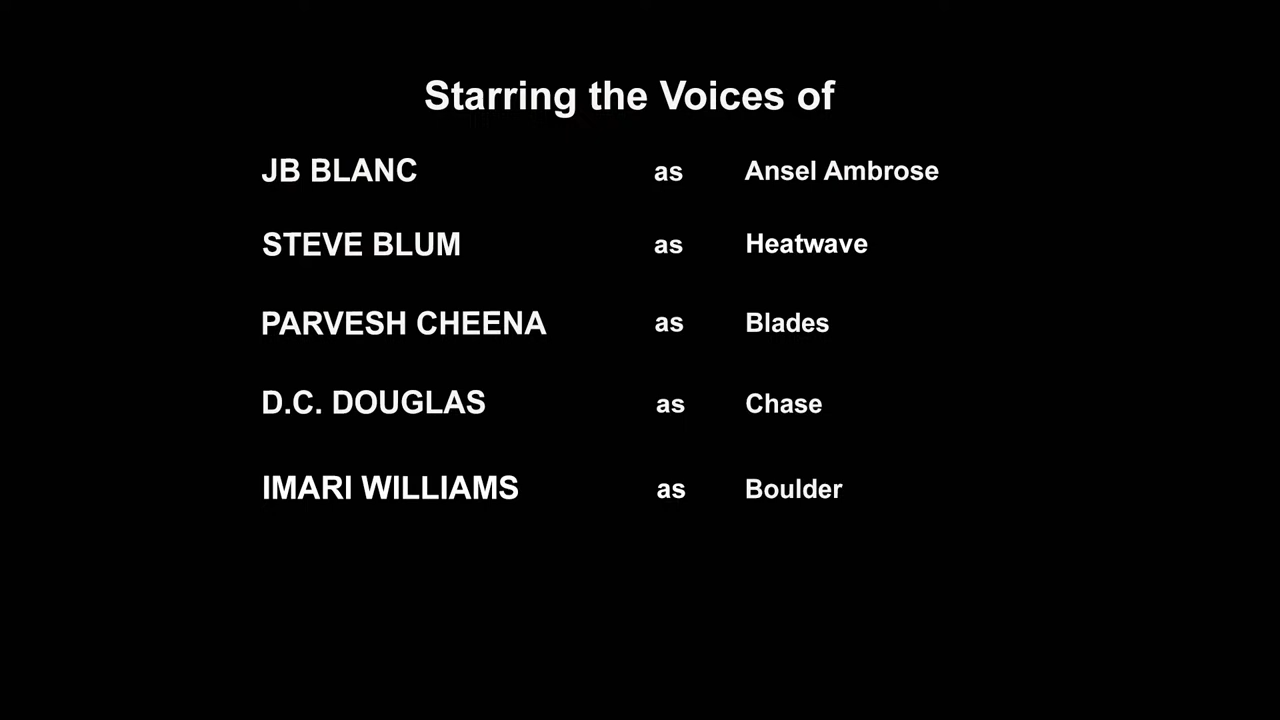 Starring the Voices of
JB BLANC as Ansel Ambrose
STEVE BLUM as Heatwave
PARVESH CHEENA as Blades
D.C. DOUGLAS as Chase
IMARI WILLIAMS as Boulder